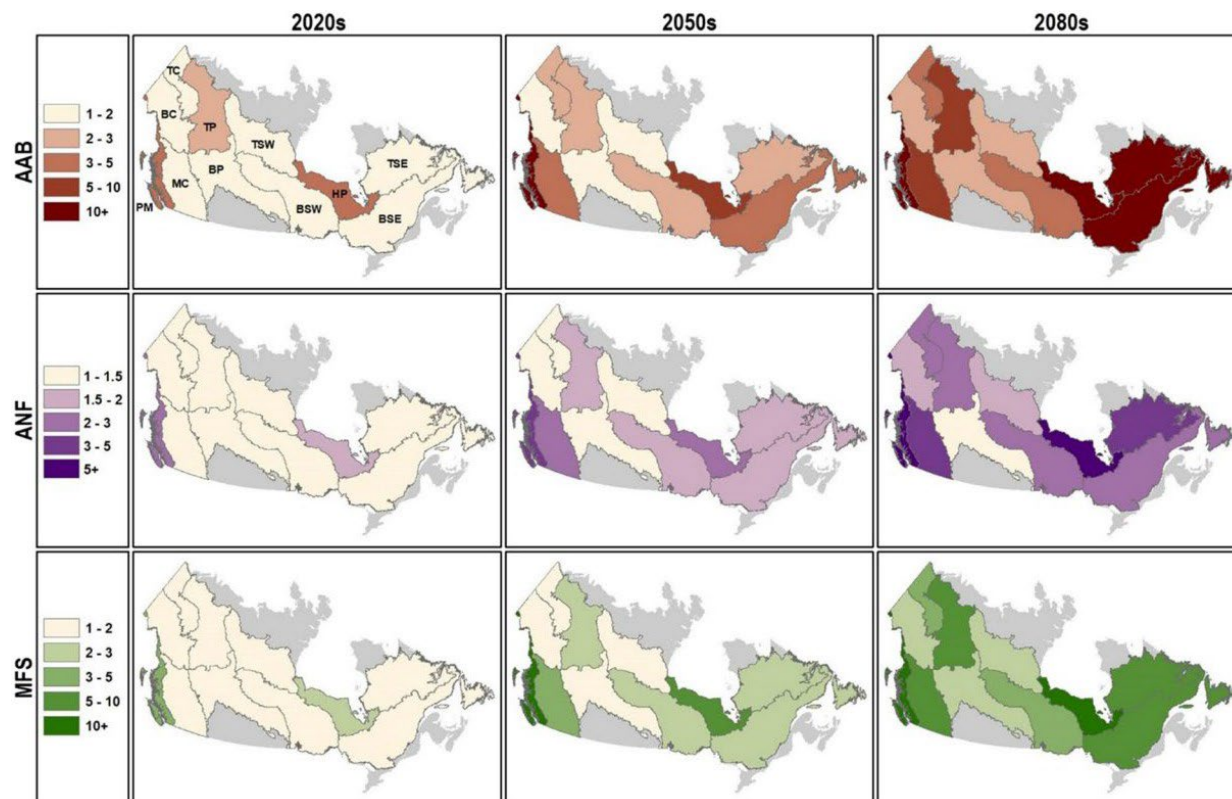 2020s 2050s 2080s
AAB
1 - 2
2 - 3
3 - 5
5 - 10
10+
TC
BC
TP
TSW
TSE
MC
BP
HP
PM
BSW
BSE
ANF
1 - 1.5
1.5 - 2
2 - 3
3 - 5
5+
MFS
1 - 2
2 - 3
3 - 5
5 - 10
10+